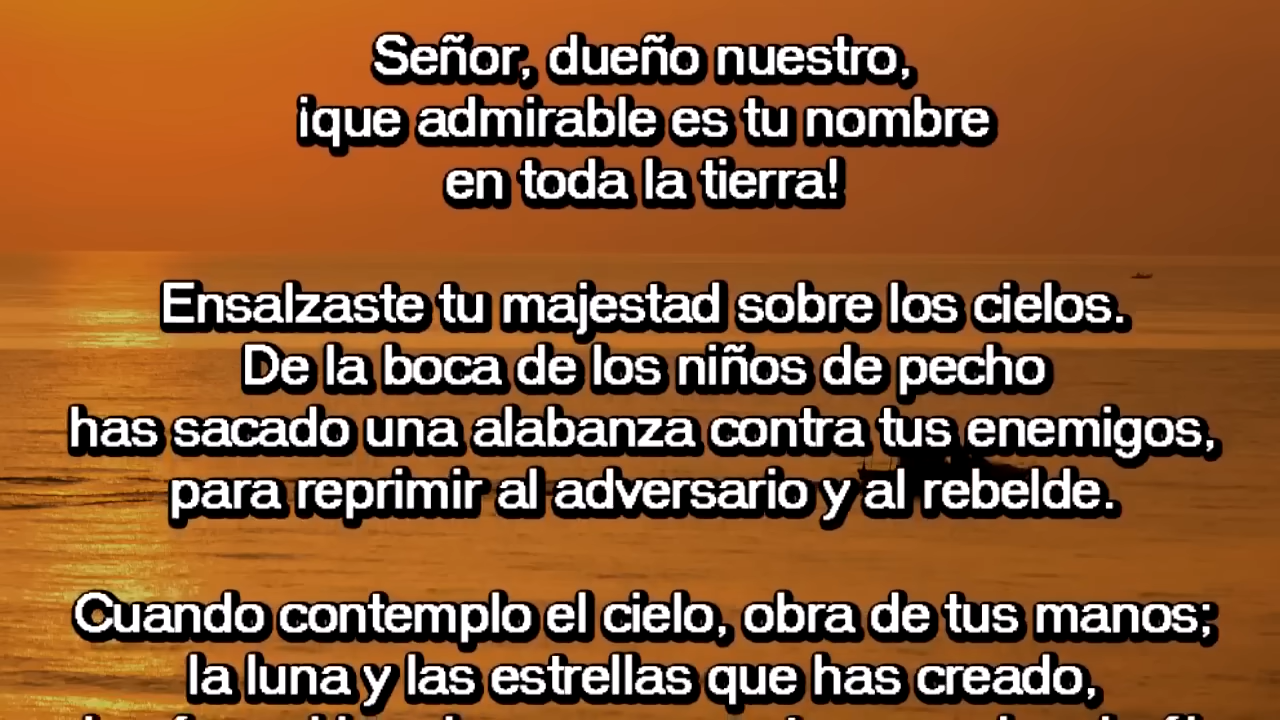 Señor, dueño nuestro,
¡que admirable es tu nombre
en toda la tierra!
Ensalzaste tu majestad sobre los cielos.
De la boca de los niños de pecho
has sacado una alabanza contra tus enemigos,
para reprimir al adversario y al rebelde.
Cuando contemplo el cielo, obra de tus manos;
la luna y las estrellas que has creado,